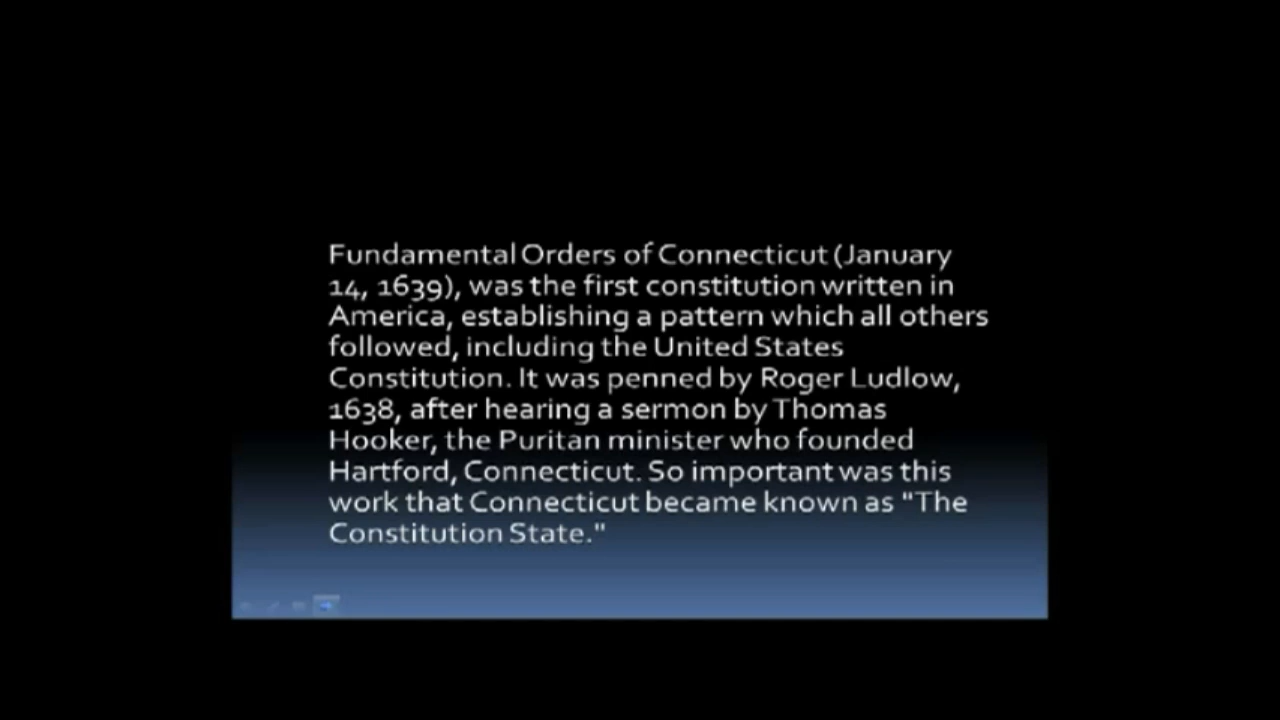 Fundamental Orders of Connecticut (January
14, 1639), was the first constitution written in
America, establishing a pattern which all others
followed, including the United States
Constitution. It was penned by Roger Ludlow,
1638, after hearing a sermon by Thomas
Hooker, the Puritan minister who founded
Hartford, Connecticut. So important was this
work that Connecticut became known as "The
Constitution State."